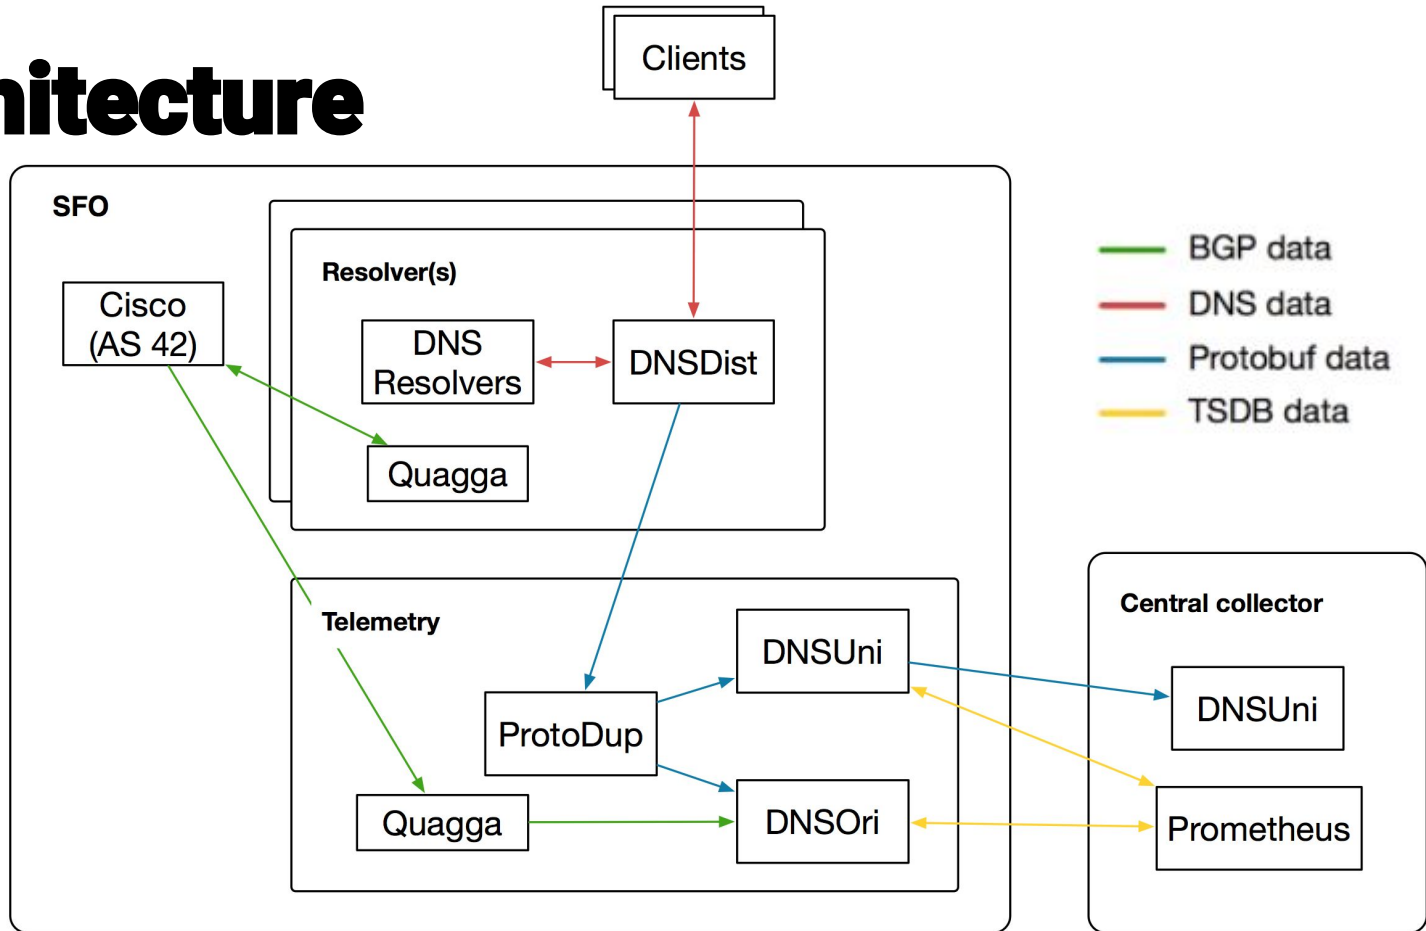 hitecture
Clients
SFO
Resolver(s)
Cisco
(AS 42)
DNS
Resolvers
DNSDist
Quagga
BGP data
DNS data
Protobuf data
TSDB data
Telemetry
DNSUni
ProtoDup
Quagga
DNSOri
Central collector
DNSUni
Prometheus